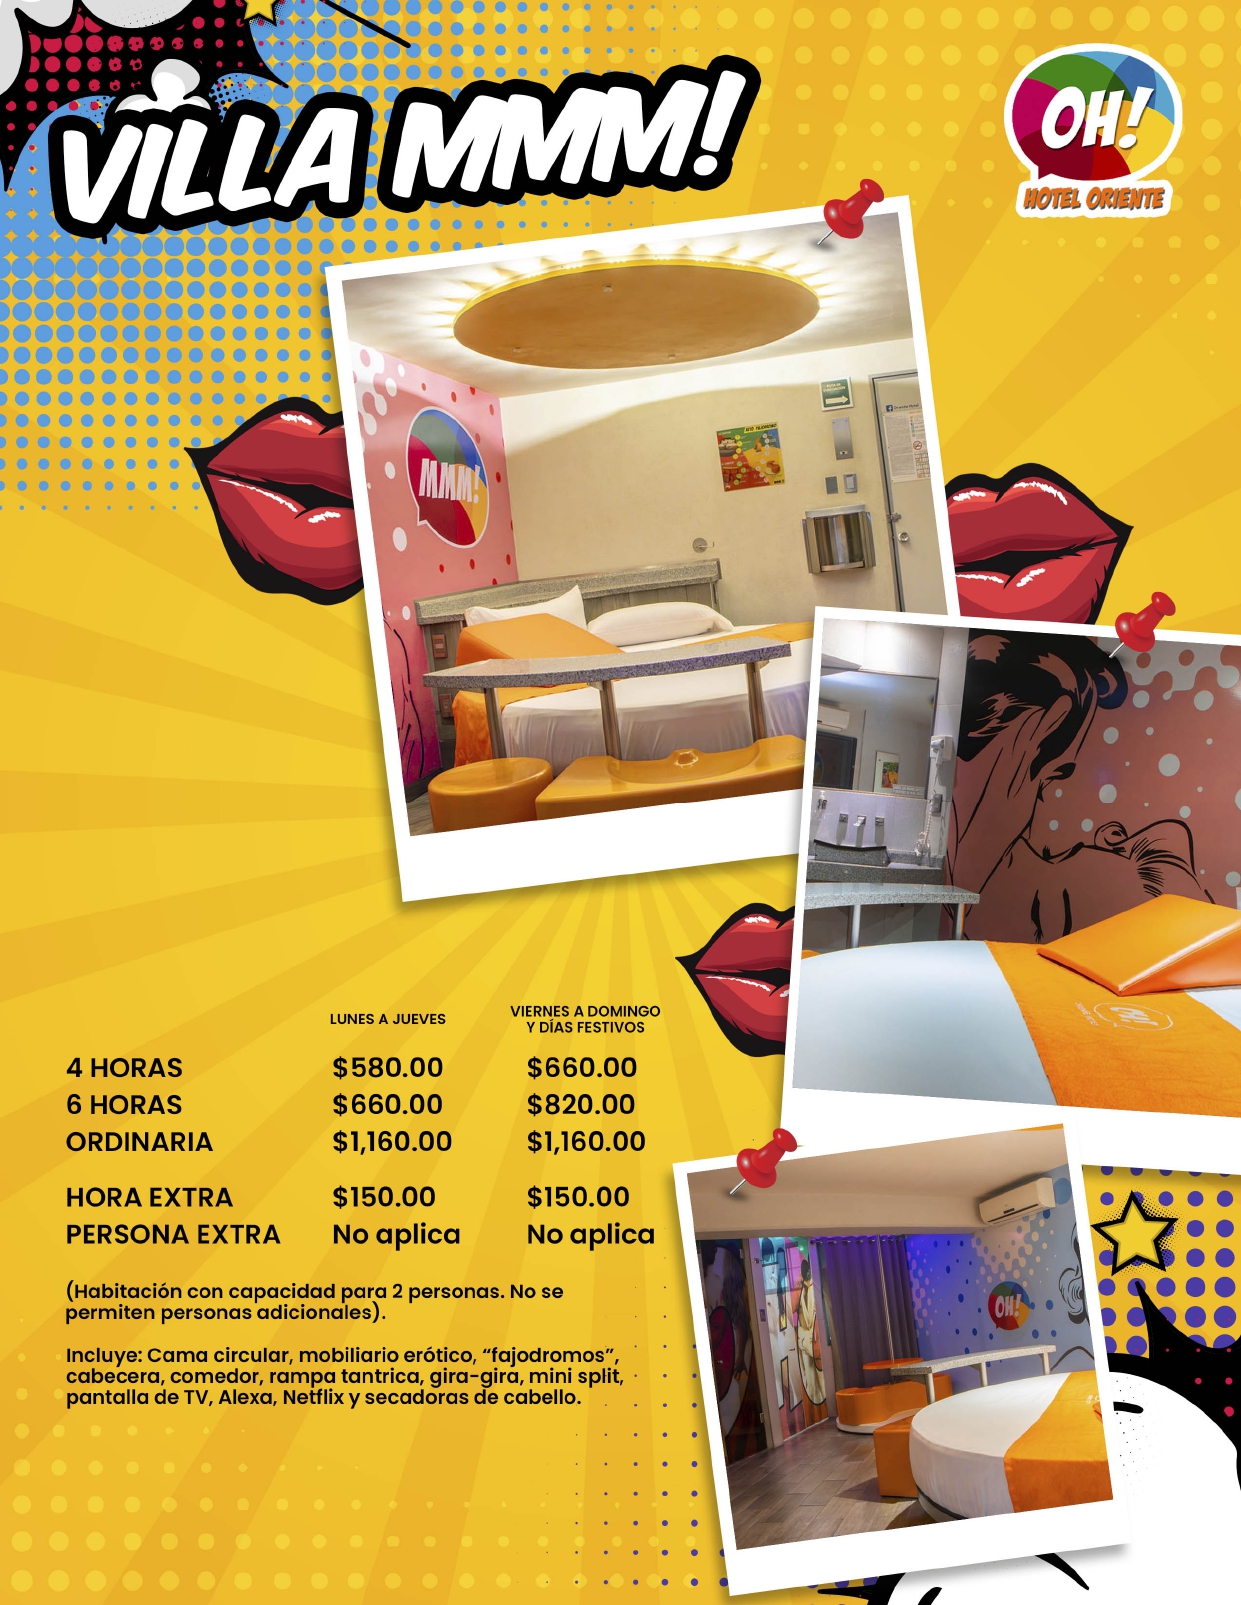 VILLA MMM!
OH!
HOTEL ORIENTE
MMM!
OH!
LUNES A JUEVES
VIERNES A DOMINGO
Y DÍAS FESTIVOS
4 HORAS $580.00 $660.00
6 HORAS $660.00 $820.00
ORDINARIA $1,160.00 $1,160.00
HORA EXTRA $150.00 $150.00
PERSONA EXTRA No aplica No aplica
(Habitación con capacidad para 2 personas. No se
permiten personas adicionales).
Incluye: Cama circular, mobiliario erótico, “fajodromos”,
cabecera, comedor, rampa tantrica, gira-gira, mini split,
pantalla de TV, Alexa, Netflix y secadoras de cabello.